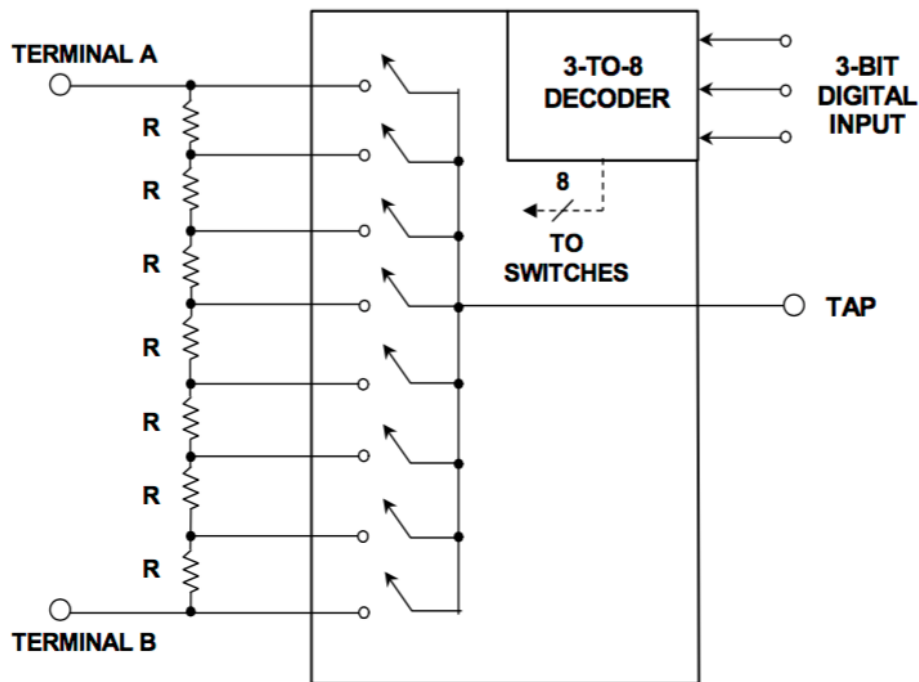 TERMINAL A
R
R
R
R
R
R
R
TERMINAL B
3-TO-8
DECODER
8
TO
SWITCHES
3-BIT
DIGITAL
INPUT
TAP